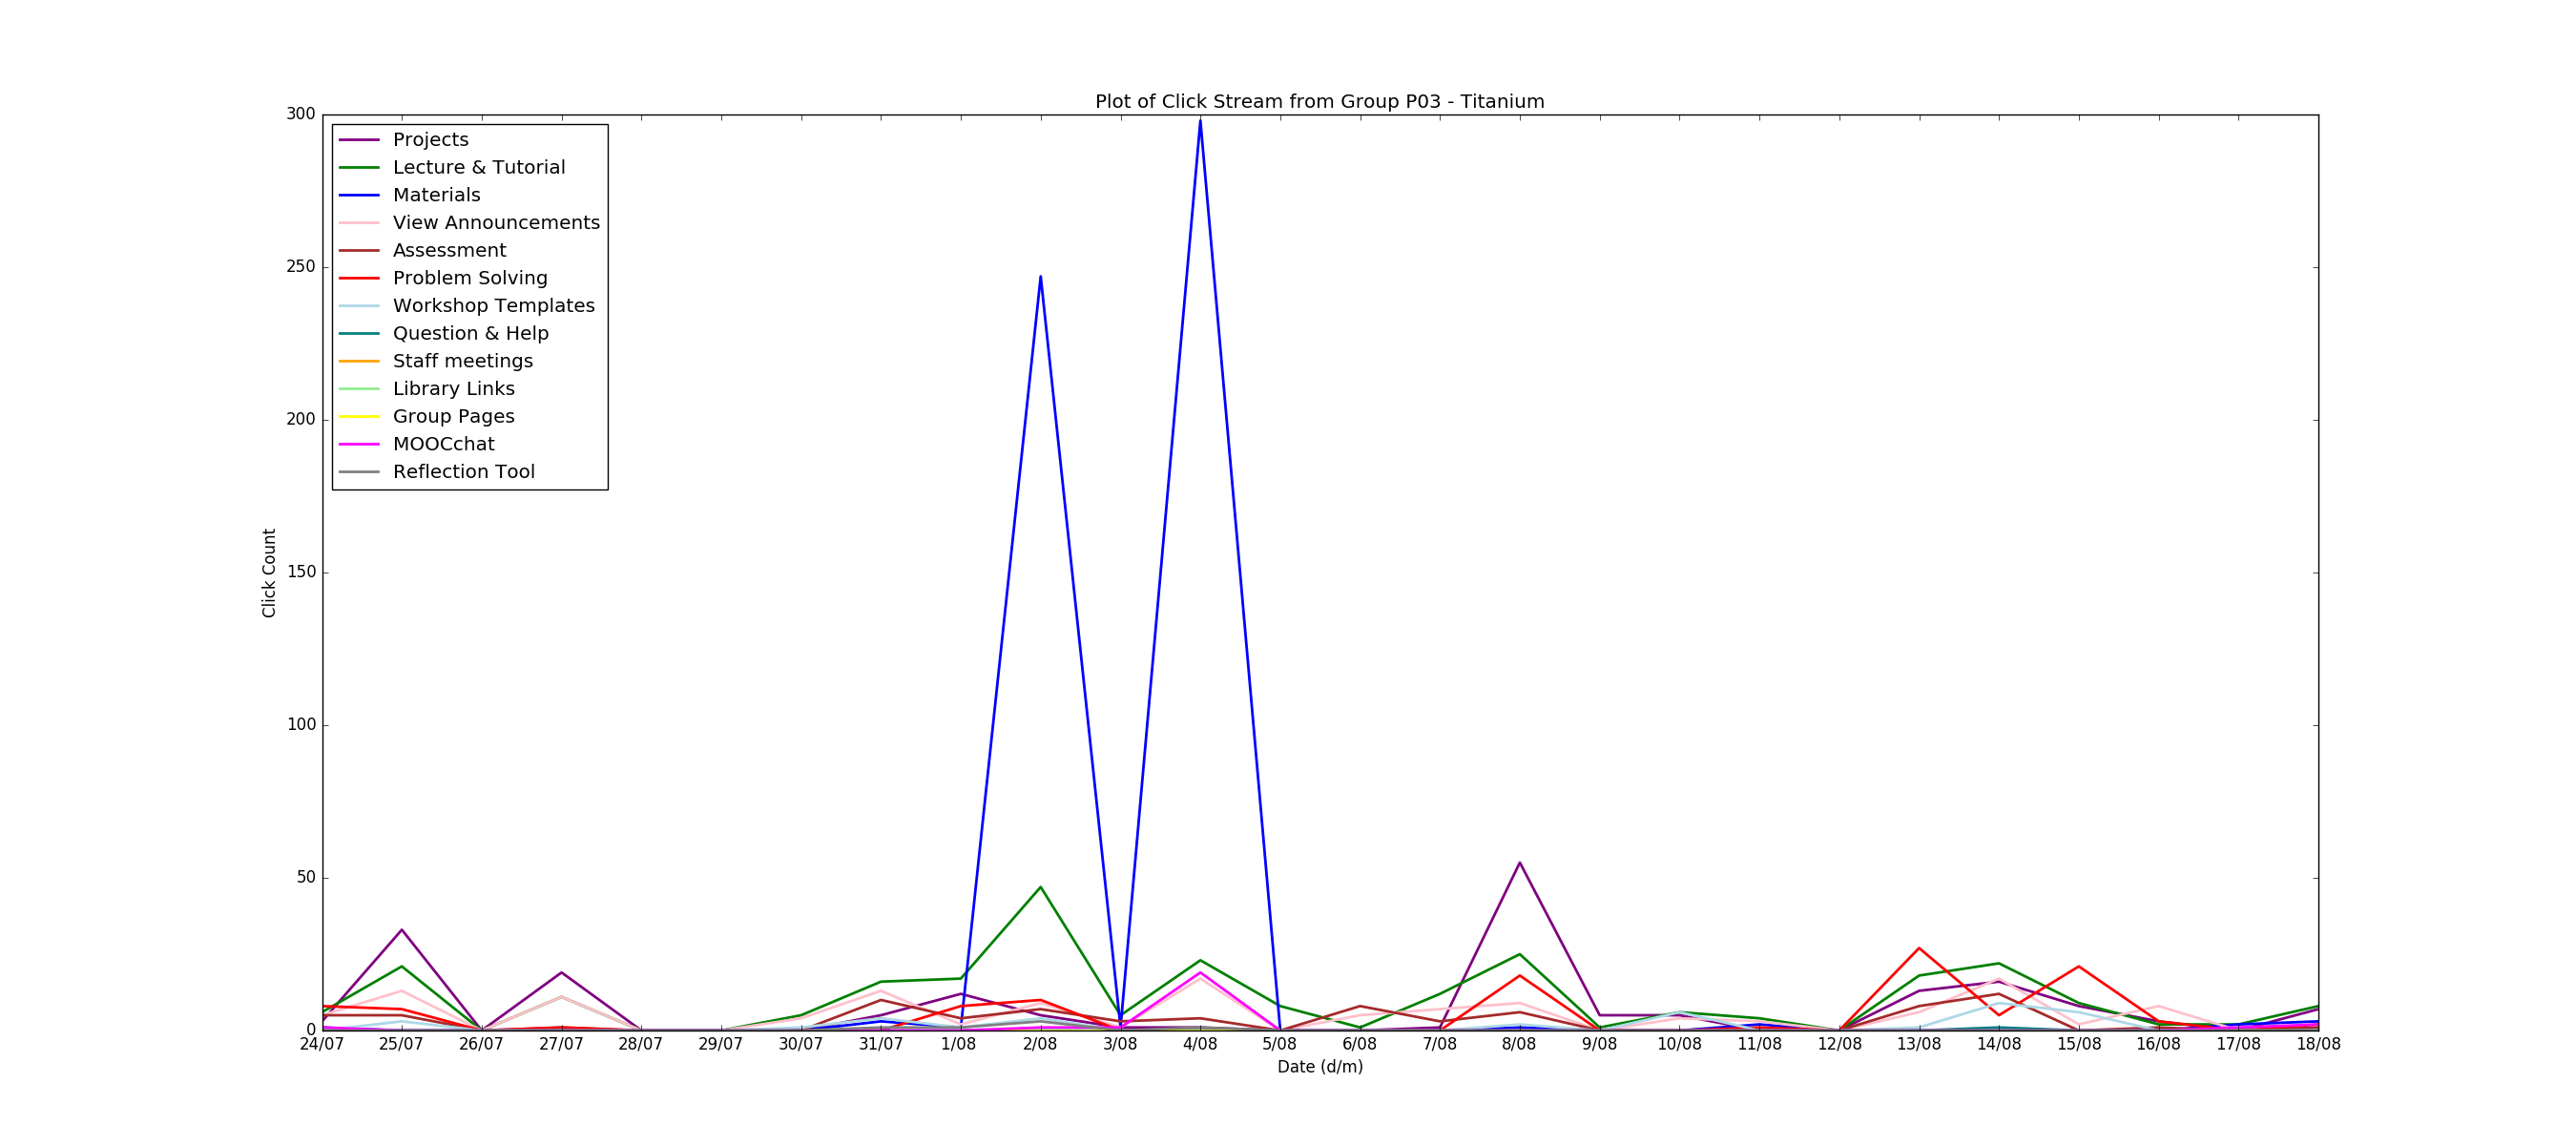 Plot of Click Stream from Group P03 - Titanium
300
250
200
150
100
50
0
Click Count
Projects
Lecture & Tutorial
Materials
View Announcements
Assessment
Problem Solving
Workshop Templates
Question & Help
Staff meetings
Library Links
Group Pages
MOOCchat
Reflection Tool
24/07 25/07 26/07 27/07 28/07 29/07 30/07 31/07 1/08 2/08 3/08 4/08 5/08 6/08 7/08 8/08 9/08 10/08 11/08 12/08 13/08 14/08 15/08 16/08 17/08 18/08
Date (d/m)